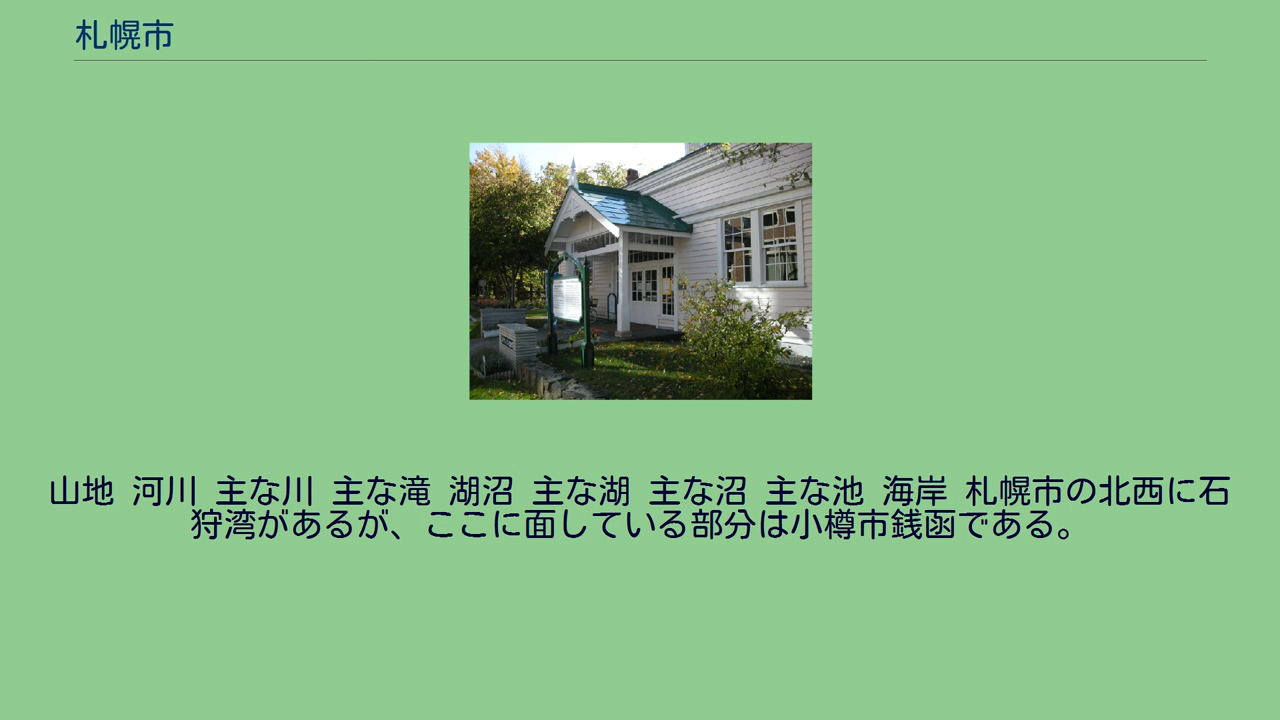 札幌市
山地 河川 主な川 主な滝 湖沼 主な湖 主な沼 主な池 海岸 札幌市の北西に石
狩湾があるが、ここに面している部分は小樽市銭函である。